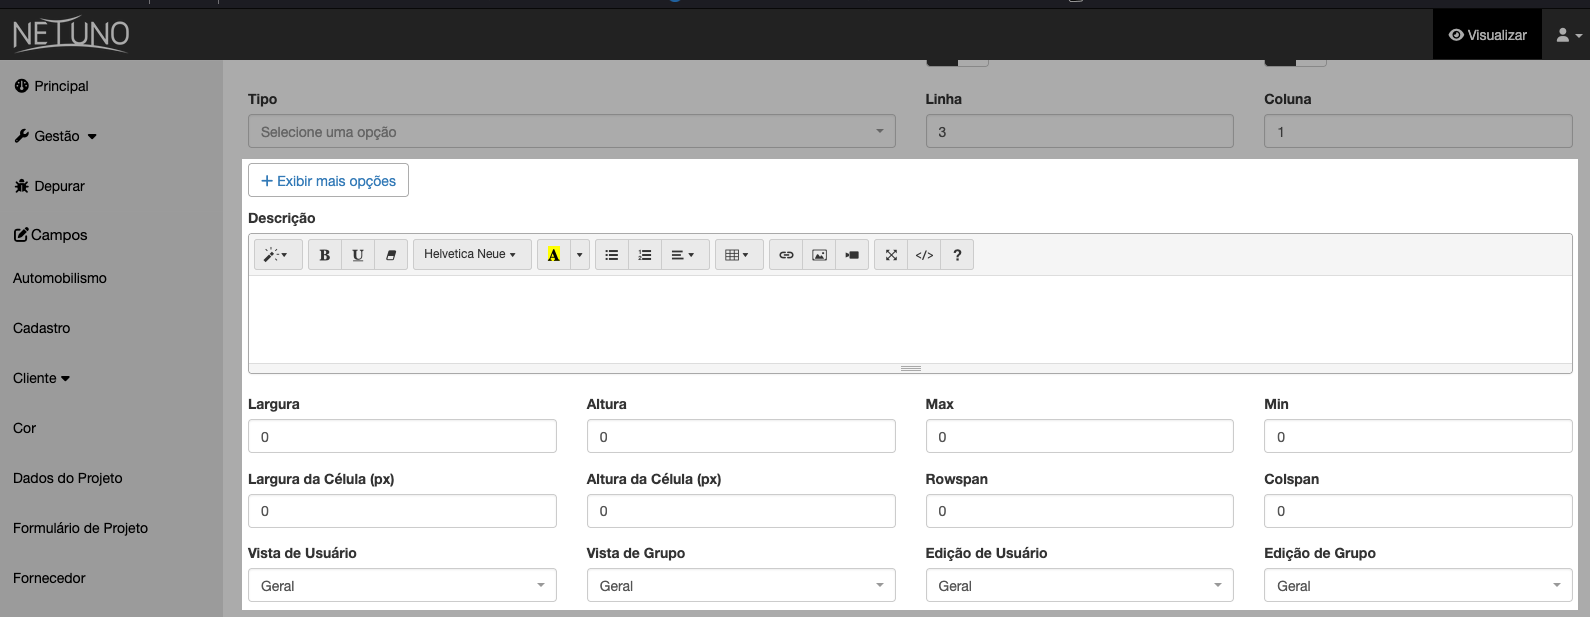 NETUNO
Visualizar
Principal
Gestão
Depurar
Campos
Automobilismo
Cadastro
Cliente
Cor
Dados do Projeto
Formulário de Projeto
Fornecedor
Tipo Linha Coluna
Selecione uma opção 3 1
+ Exibir mais opções
Descrição
B U Helvetica Neue A </> ?
Largura Altura Max Min
0 0 0 0
Largura da Célula (px) Altura da Célula (px) Rowspan Colspan
0 0 0 0
Vista de Usuário Vista de Grupo Edição de Usuário Edição de Grupo
Geral Geral Geral Geral